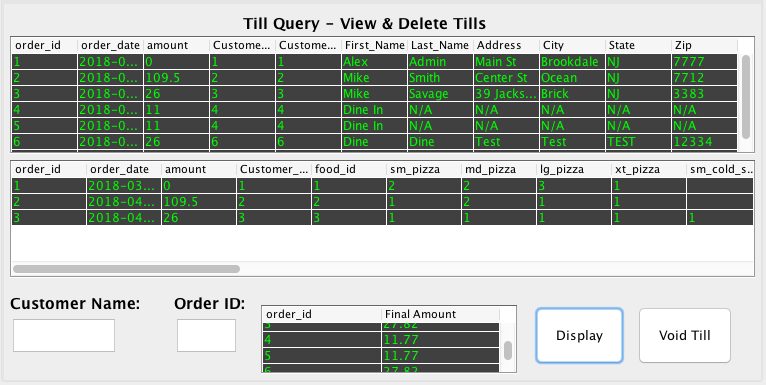 Till Query - View & Delete Tills
order_id order_date amount Custome... Custome... First_Name Last_Name Address City State Zip
1 2018-0... 0 1 1 Alex Admin Main St Brookdale NJ 7777
2 2018-0... 109.5 2 2 Mike Smith Center St Ocean NJ 7712
3 2018-0... 26 3 3 Mike Savage 39 Jacks... Brick NJ 3383
4 2018-0... 11 4 4 Dine In N/A N/A N/A N/A N/A
5 2018-0... 11 4 4 Dine In N/A N/A N/A N/A N/A
6 2018-0... 26 6 6 Dine Dine Test Test TEST 12334
order_id order_date amount Customer_... food_id sm_pizza md_pizza lg_pizza xt_pizza sm_cold_s...
1 2018-03... 0 1 1 2 2 3 1
2 2018-04... 109.5 2 2 1 2 1 1
3 2018-04... 26 3 3 1 1 1 1 1
Customer Name: Order ID:
order_id Final Amount
3 27.82
4 11.77
5 11.77
6 27.82
Display Void Till